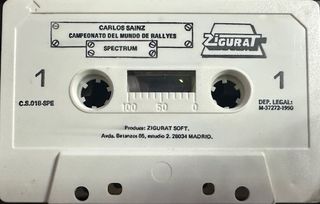 CARLOS SAINZ
CAMPEONATO DEL MUNDO DE RALLYES
SPECTRUM
ZIGURAT
1
1
C.S.018-SPE
DEP. LEGAL:
M-37272-1990
100 50 0
Produce: ZIGURAT SOFT.
Avda. Betanzos 85, estudio 2. 28034 MADRID.